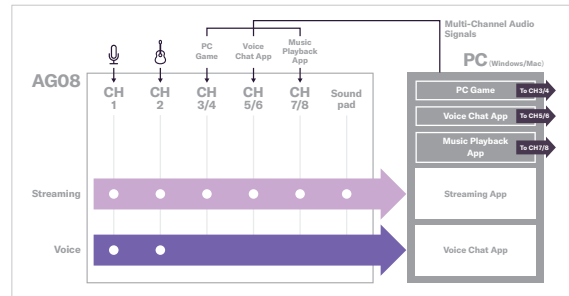 Multi-Channel Audio
Signals
PC
Game
Voice
Chat App
Music
Playback
App
PC (Windows/Mac)
AG08
CH
1
CH
2
CH
3/4
CH
5/6
CH
7/8
Sound
pad
PC Game
To CH3/4
Voice Chat App
To CH5/6
Music Playback
App
To CH7/8
Streaming
Streaming App
Voice
Voice Chat App